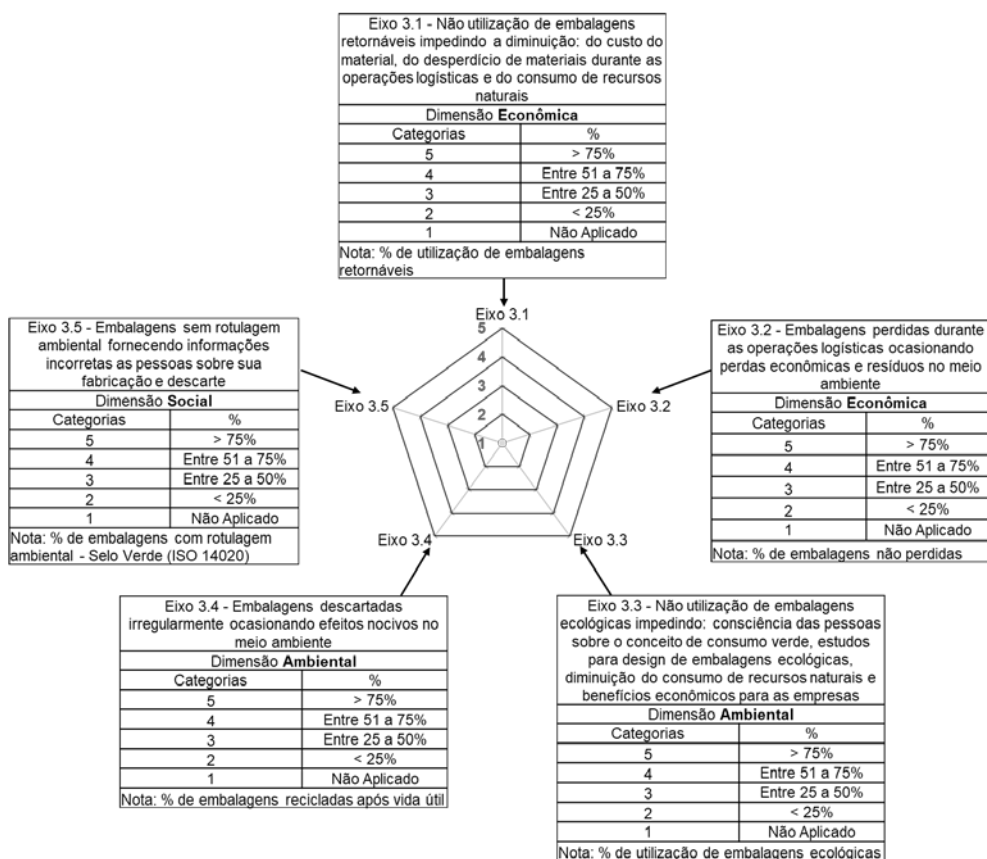 Eixo 3.1 - Não utilização de embalagens
retornáveis impedindo a diminuição: do custo do
material, do desperdício de materiais durante as
operações logísticas e do consumo de recursos
naturais
Dimensão Econômica
Categorias %
5 > 75%
4 Entre 51 a 75%
3 Entre 25 a 50%
2 < 25%
1 Não Aplicado
Nota: % de utilização de embalagens
retornáveis
Eixo 3.5 - Embalagens sem rotulagem
ambiental fornecendo informações
incorretas as pessoas sobre sua
fabricação e descarte
Dimensão Social
Categorias %
5 > 75%
4 Entre 51 a 75%
3 Entre 25 a 50%
2 < 25%
1 Não Aplicado
Nota: % de embalagens com rotulagem
ambiental - Selo Verde (ISO 14020)
Eixo 3.1
5
4
3
2
1
Eixo 3.5
Eixo 3.2
Eixo 3.4
Eixo 3.3
Eixo 3.2 - Embalagens perdidas durante
as operações logísticas ocasionando
perdas econômicas e resíduos no meio
ambiente
Dimensão Econômica
Categorias %
5 > 75%
4 Entre 51 a 75%
3 Entre 25 a 50%
2 < 25%
1 Não Aplicado
Nota: % de embalagens não perdidas
Eixo 3.4 - Embalagens descartadas
irregularmente ocasionando efeitos nocivos no
meio ambiente
Dimensão Ambiental
Categorias %
5 > 75%
4 Entre 51 a 75%
3 Entre 25 a 50%
2 < 25%
1 Não Aplicado
Nota: % de embalagens recicladas após vida útil
Eixo 3.3 - Não utilização de embalagens
ecológicas impedindo: consciência das pessoas
sobre o conceito de consumo verde, estudos
para design de embalagens ecológicas,
diminuição do consumo de recursos naturais e
benefícios econômicos para as empresas
Dimensão Ambiental
Categorias %
5 > 75%
4 Entre 51 a 75%
3 Entre 25 a 50%
2 < 25%
1 Não Aplicado
Nota: % de utilização de embalagens ecológicas